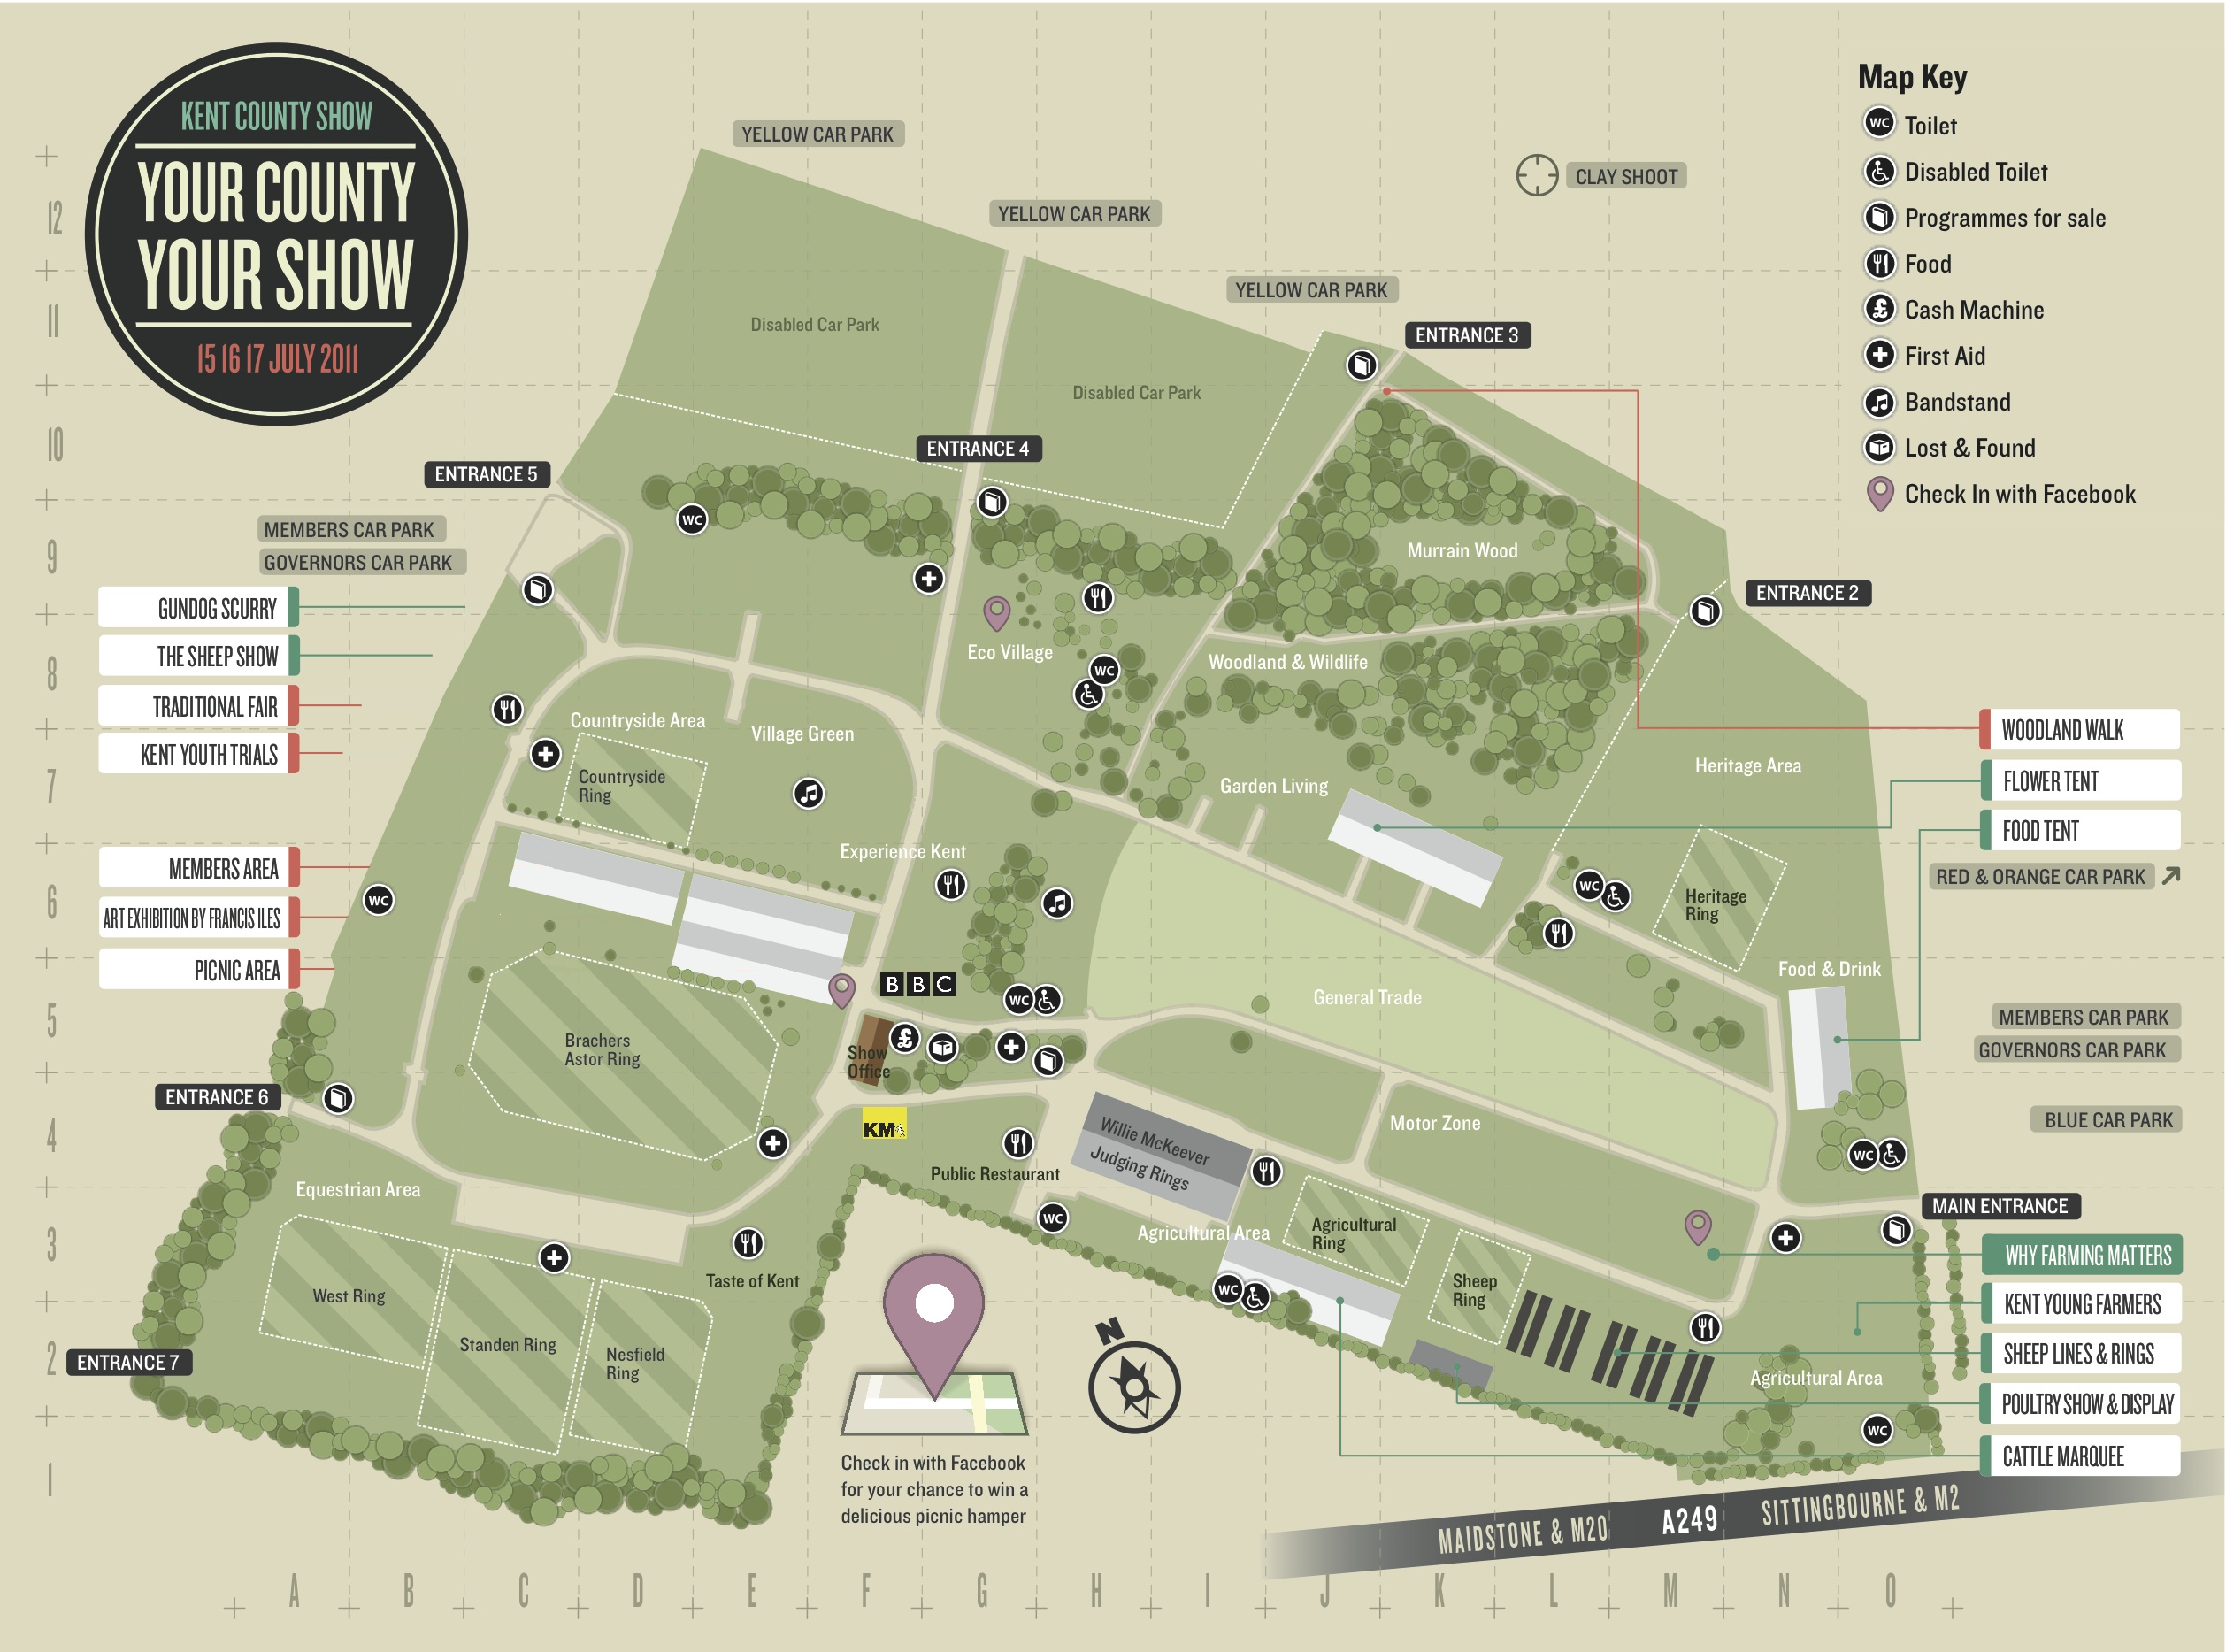 KENT COUNTY SHOW
YOUR COUNTY
YOUR SHOW
15 16 17 JULY 2011
YELLOW CAR PARK
YELLOW CAR PARK
YELLOW CAR PARK
CLAY SHOOT
Map Key
WC Toilet
Disabled Toilet
Programmes for sale
Food
£ Cash Machine
First Aid
Bandstand
Lost & Found
Check In with Facebook
12
11
10
9
8
7
6
5
4
3
2
1
Disabled Car Park
Disabled Car Park
ENTRANCE 3
ENTRANCE 4
ENTRANCE 5
WC
MEMBERS CAR PARK
GOVERNORS CAR PARK
GUNDOG SCURRY
THE SHEEP SHOW
TRADITIONAL FAIR
KENT YOUTH TRIALS
MEMBERS AREA
ART EXHIBITION BY FRANCIS ILES
PICNIC AREA
WC
Murrain Wood
ENTRANCE 2
Eco Village
WC
Woodland & Wildlife
Countryside Area
Village Green
Countryside
Ring
Garden Living
Heritage Area
WOODLAND WALK
FLOWER TENT
FOOD TENT
RED & ORANGE CAR PARK
Experience Kent
WC
Heritage
Ring
Food & Drink
BBC
WC
General Trade
MEMBERS CAR PARK
GOVERNORS CAR PARK
Brachers
Astor Ring
£
Show
Office
ENTRANCE 6
KM
Public Restaurant
Willie McKeever
Judging Rings
Motor Zone
BLUE CAR PARK
WC
Equestrian Area
WC
Agricultural Area
Agricultural
Ring
MAIN ENTRANCE
WHY FARMING MATTERS
KENT YOUNG FARMERS
SHEEP LINES & RINGS
POULTRY SHOW & DISPLAY
CATTLE MARQUEE
Taste of Kent
West Ring
Standen Ring
Nesfield
Ring
ENTRANCE 7
WC
Sheep
Ring
Agricultural Area
WC
N
Check in with Facebook
for your chance to win a
delicious picnic hamper
MAIDSTONE & M20 A249 SITTINGBOURNE & M2
A B C D E F G H I J K L M N O